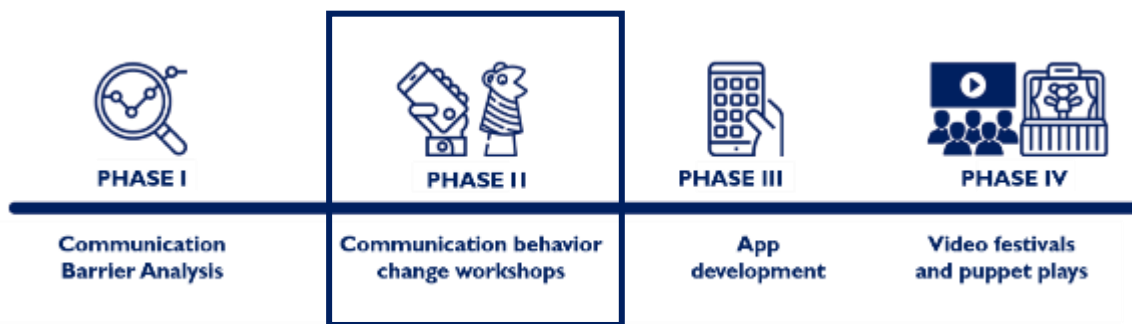 PHASE I
PHASE II
PHASE III
PHASE IV
Communication
Barrier Analysis
Communication behavior
change workshops
App
development
Video festivals
and puppet plays